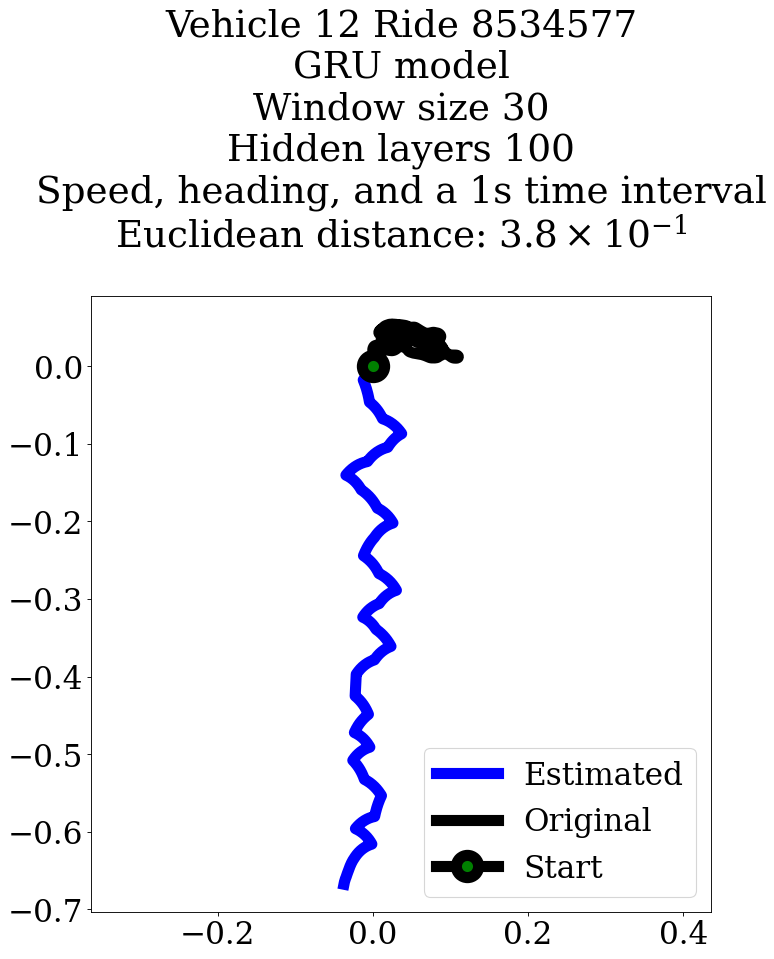 Vehicle 12 Ride 8534577
GRU model
Window size 30
Hidden layers 100
Speed, heading, and a 1s time interval
Euclidean distance: 3.8 × 10⁻¹
0.0
−0.1
−0.2
−0.3
−0.4
−0.5
−0.6
−0.7
Estimated
Original
Start
−0.2 0.0 0.2 0.4